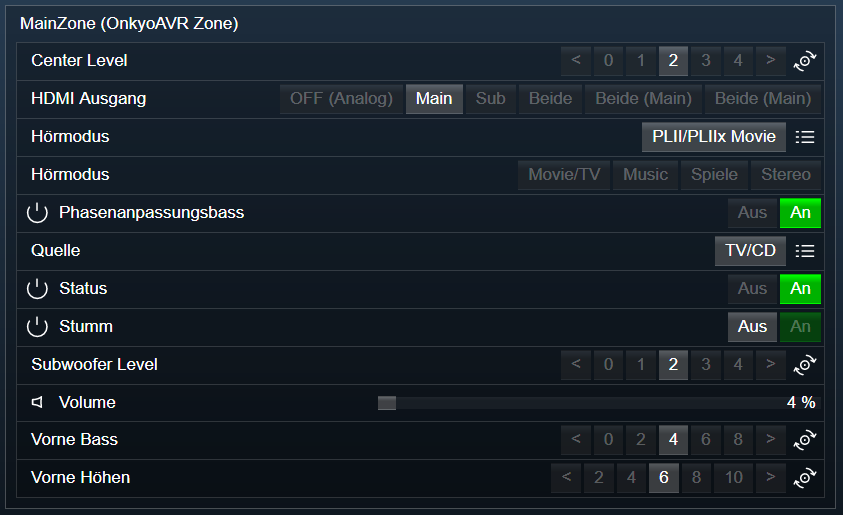 MainZone (OnkyoAVR Zone)
Center Level < 0 1 2 3 4 >
HDMI Ausgang OFF (Analog) Main Sub Beide Beide (Main) Beide (Main)
Hörmodus PLII/PLIIx Movie
Hörmodus Movie/TV Music Spiele Stereo
Phasenanpassungsbass Aus An
Quelle TV/CD
Status Aus An
Stumm Aus An
Subwoofer Level < 0 1 2 3 4 >
Volume 4 %
Vorne Bass < 0 2 4 6 8 >
Vorne Höhen < 2 4 6 8 10 >